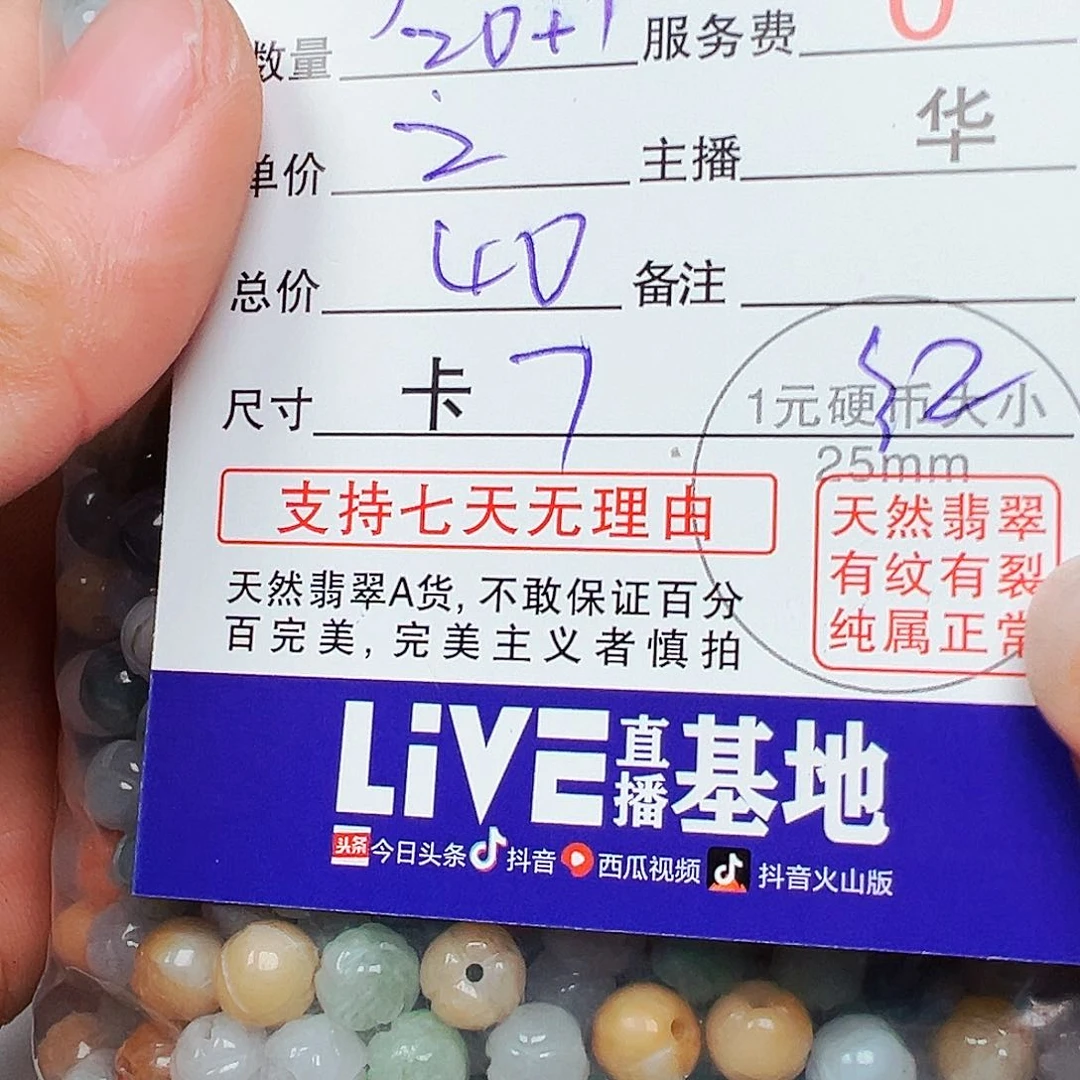 数量 20+1 服务费 0
单价 2 主播 华
总价 40 备注
尺寸 卡 7
1元硬币大小
25mm
支持七天无理由
天然翡翠
有纹有裂
纯属正常
天然翡翠A货,不敢保证百分
百完美,完美主义者慎拍
LiVE直播基地
头条 今日头条 抖音 西瓜视频 抖音火山版